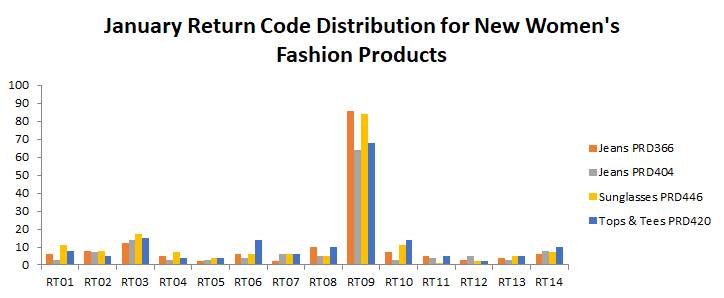 January Return Code Distribution for New Women's
Fashion Products
100
90
80
70
60
50
40
30
20
10
0
RT01 RT02 RT03 RT04 RT05 RT06 RT07 RT08 RT09 RT10 RT11 RT12 RT13 RT14
Jeans PRD366
Jeans PRD404
Sunglasses PRD446
Tops & Tees PRD420